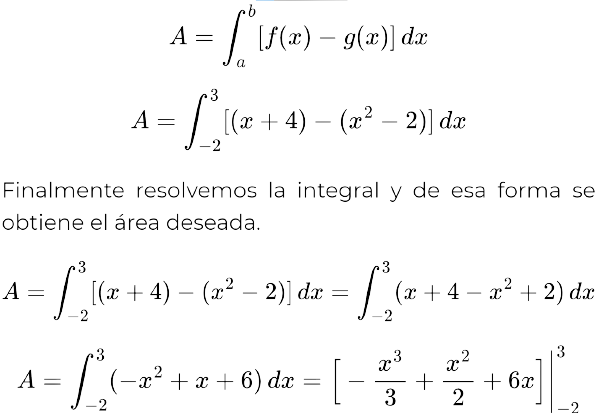 A = ∫_a^b [f(x) − g(x)] dx
A = ∫_{−2}^3 [(x + 4) − (x² − 2)] dx
Finalmente resolvemos la integral y de esa forma se
obtiene el área deseada.
A = ∫_{−2}^3 [(x + 4) − (x² − 2)] dx = ∫_{−2}^3 (x + 4 − x² + 2) dx
A = ∫_{−2}^3 (−x² + x + 6) dx = [− x³/3 + x²/2 + 6x]|_{−2}^3